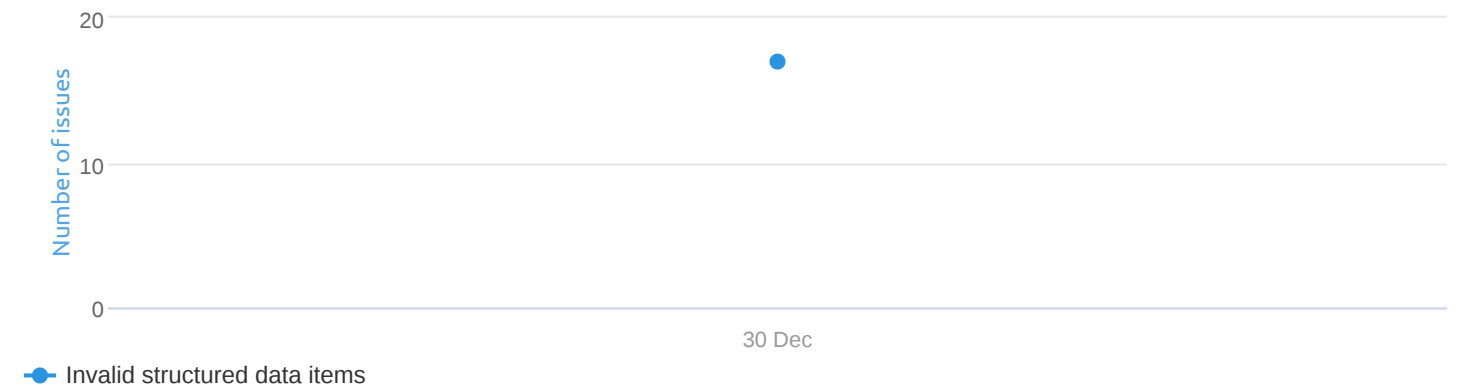 20
Number of issues
10
0
30 Dec
Invalid structured data items